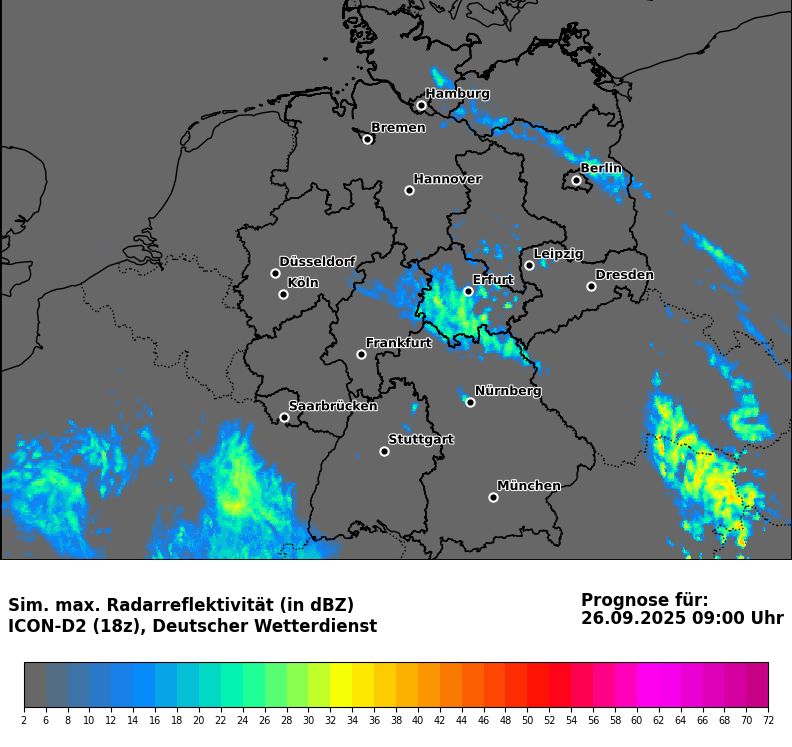 Hamburg
Bremen
Berlin
Hannover
Leipzig
Düsseldorf
Dresden
Erfurt
Köln
Frankfurt
Nürnberg
Saarbrücken
Stuttgart
München
Sim. max. Radarreflektivität (in dBZ)
ICON-D2 (18z), Deutscher Wetterdienst
Prognose für:
26.09.2025 09:00 Uhr
2 6 8 10 12 14 16 18 20 22 24 26 28 30 32 34 36 38 40 42 44 46 48 50 52 54 56 58 60 62 64 66 68 70 72